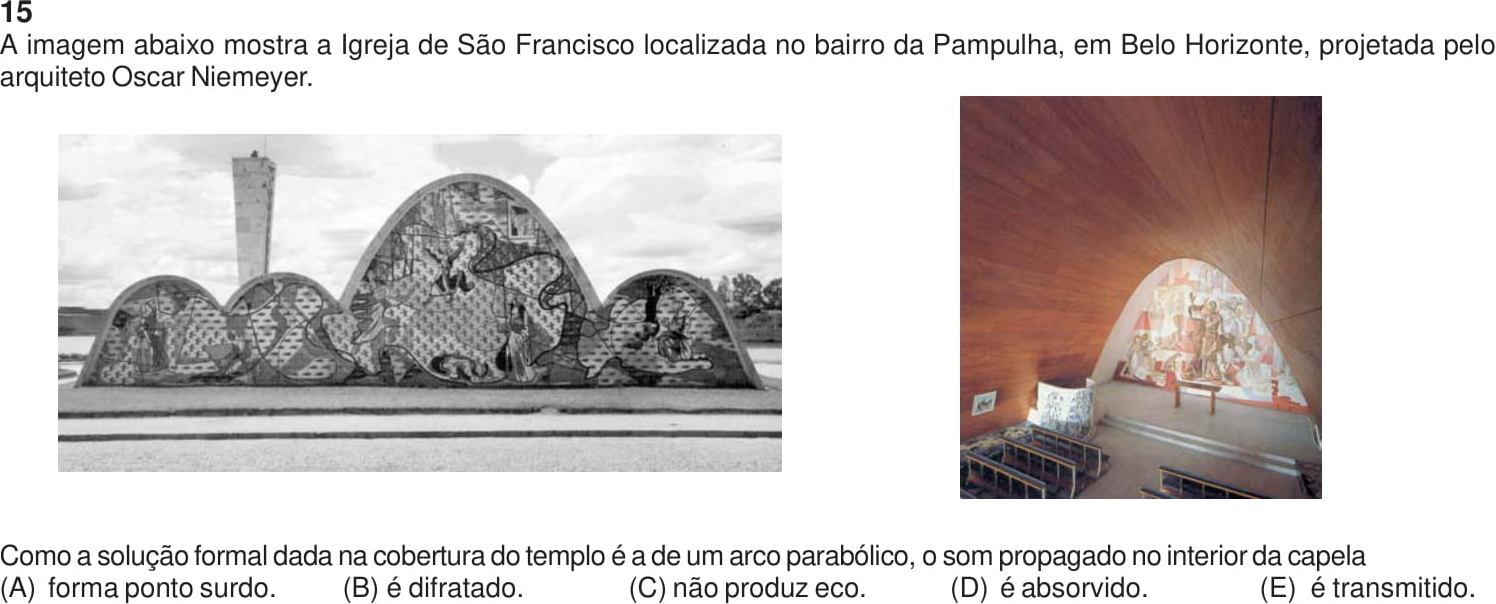 15
A imagem abaixo mostra a Igreja de São Francisco localizada no bairro da Pampulha, em Belo Horizonte, projetada pelo
arquiteto Oscar Niemeyer.
Como a solução formal dada na cobertura do templo é a de um arco parabólico, o som propagado no interior da capela
(A) forma ponto surdo. (B) é difratado. (C) não produz eco. (D) é absorvido. (E) é transmitido.